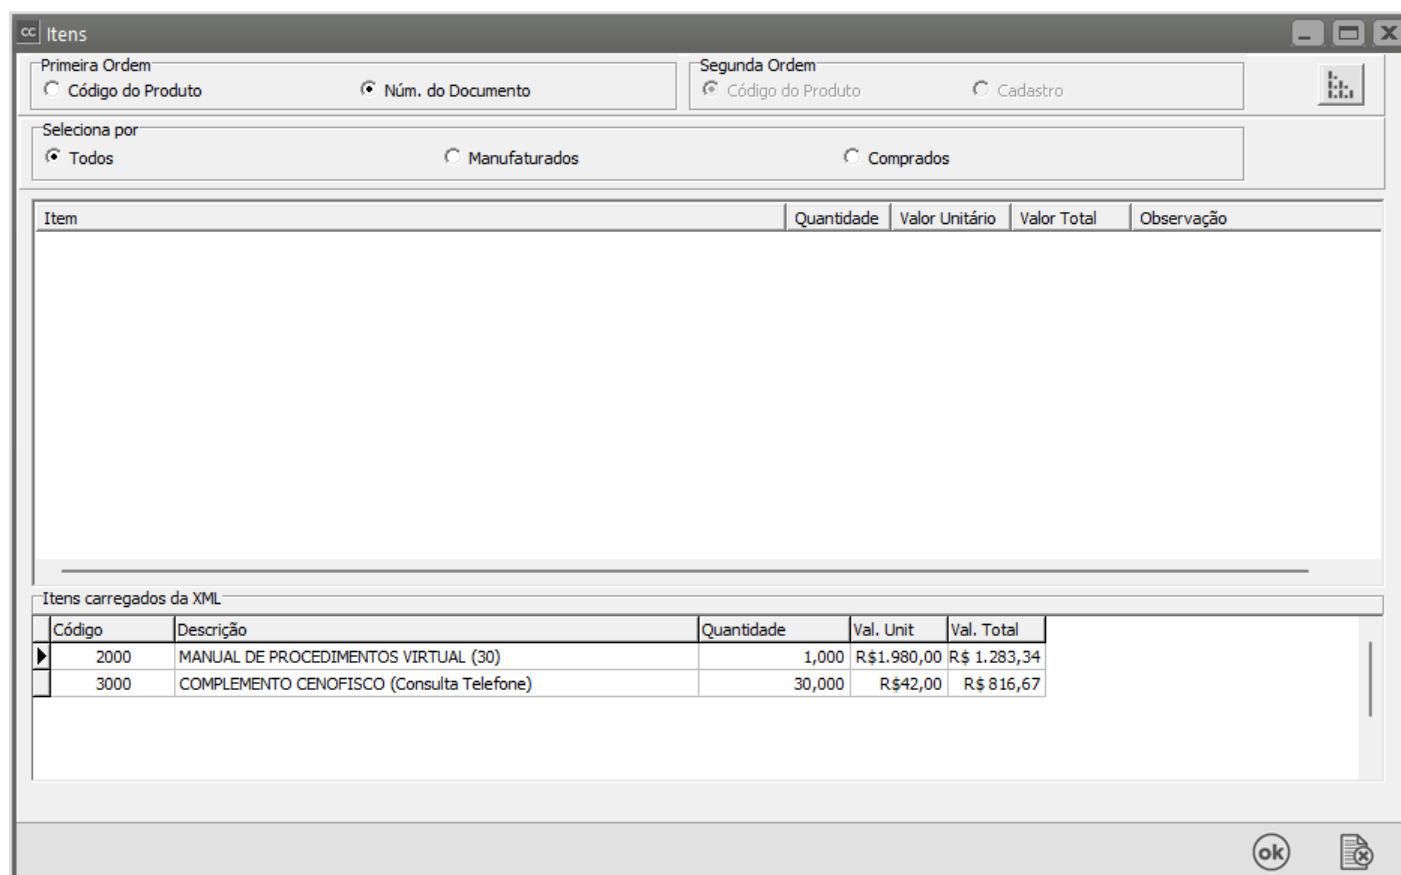 cc Itens
Primeira Ordem
Segunda Ordem
Código do Produto Núm. do Documento
Código do Produto Cadastro
Seleciona por
Todos Manufaturados Comprados
Item Quantidade Valor Unitário Valor Total Observação
Itens carregados da XML
Código Descrição Quantidade Val. Unit Val. Total
2000 MANUAL DE PROCEDIMENTOS VIRTUAL (30) 1,000 R$1.980,00 R$ 1.283,34
3000 COMPLEMENTO CENOFISCO (Consulta Telefone) 30,000 R$42,00 R$ 816,67
ok